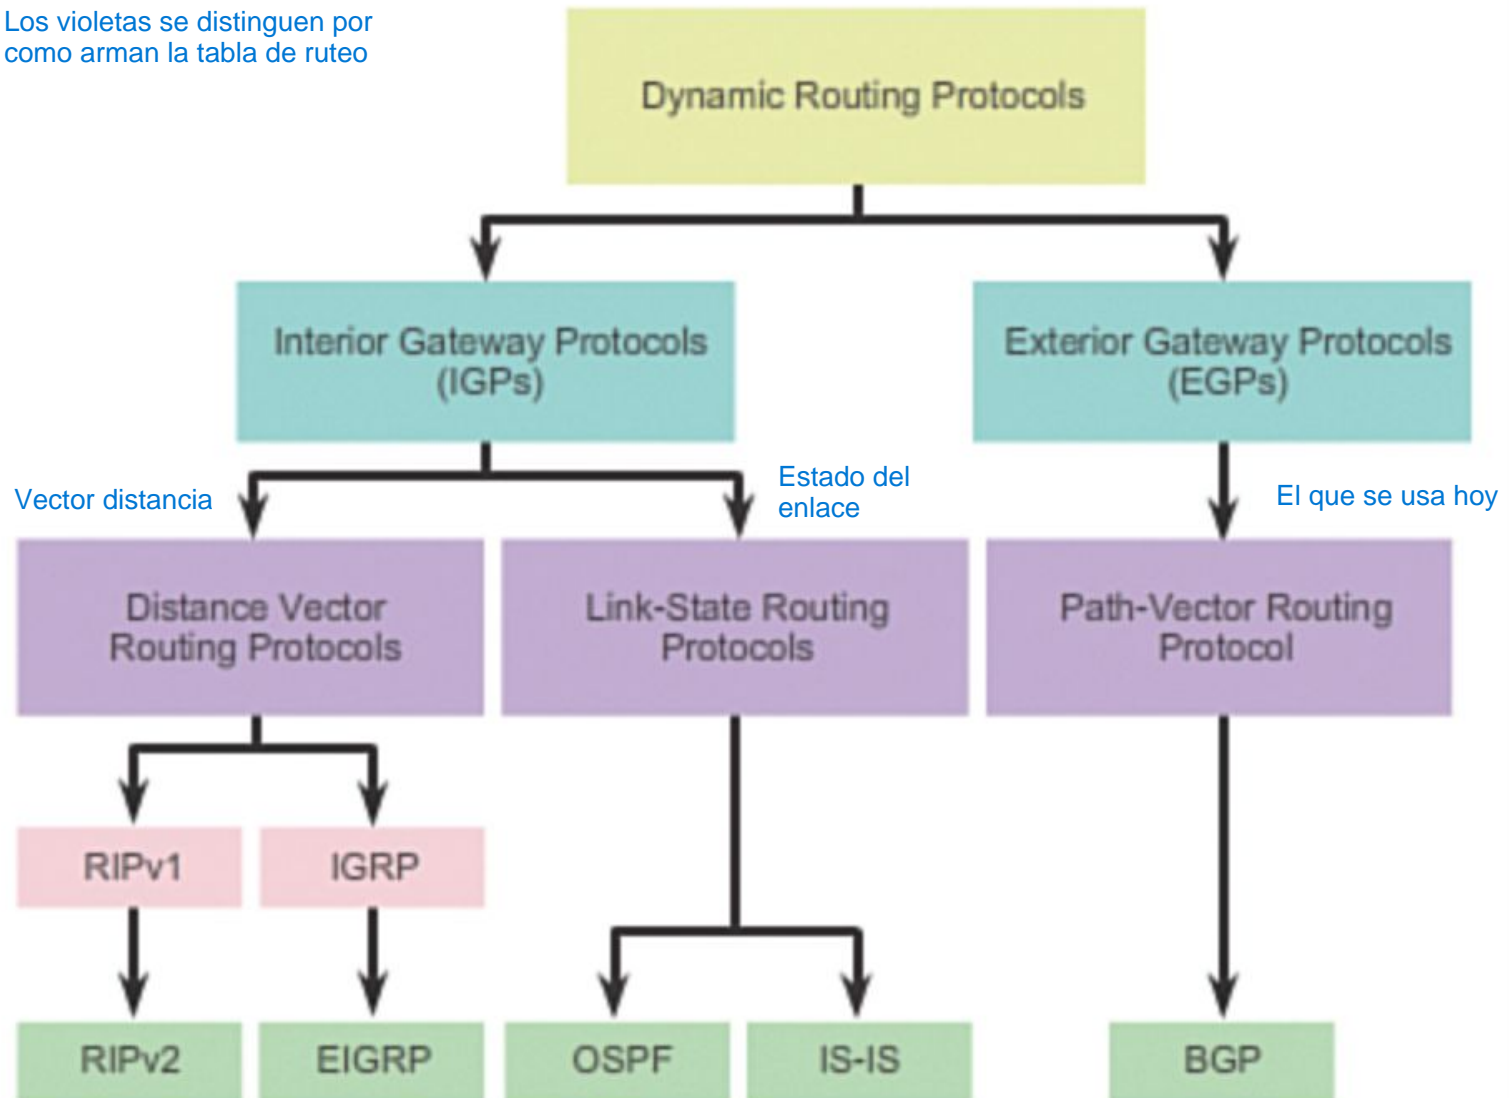 Los violetas se distinguen por
como arman la tabla de ruteo
Dynamic Routing Protocols
Interior Gateway Protocols
(IGPs)
Exterior Gateway Protocols
(EGPs)
Vector distancia
Estado del
enlace
El que se usa hoy
Distance Vector
Routing Protocols
Link-State Routing
Protocols
Path-Vector Routing
Protocol
RIPv1
IGRP
RIPv2
EIGRP
OSPF
IS-IS
BGP